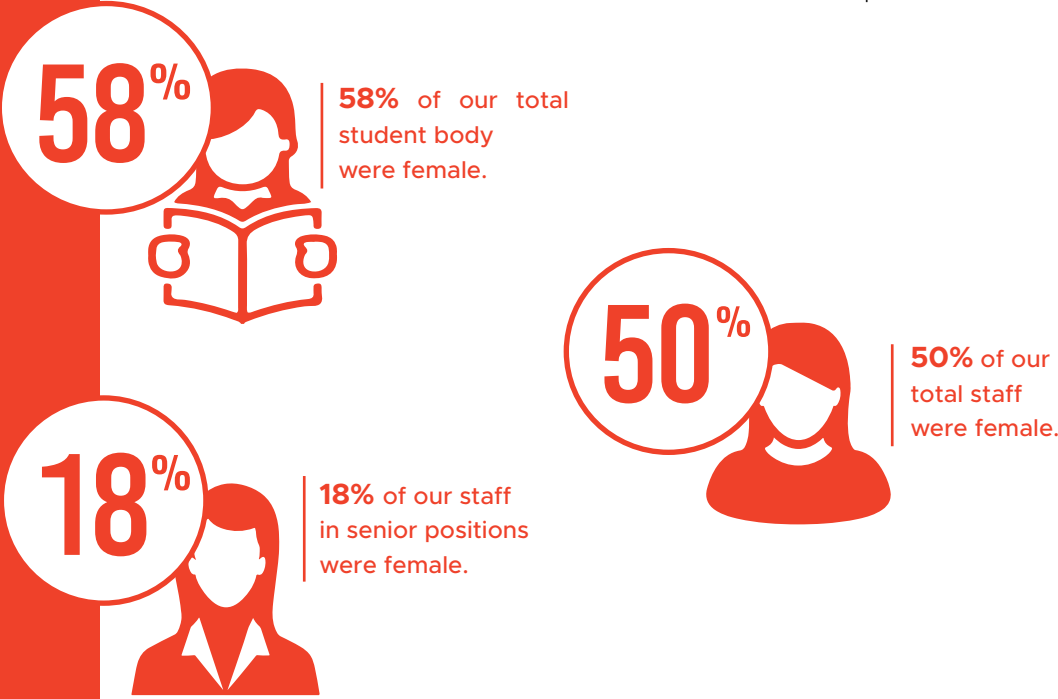 58%
58% of our total
student body
were female.
50%
50% of our
total staff
were female.
18%
18% of our staff
in senior positions
were female.